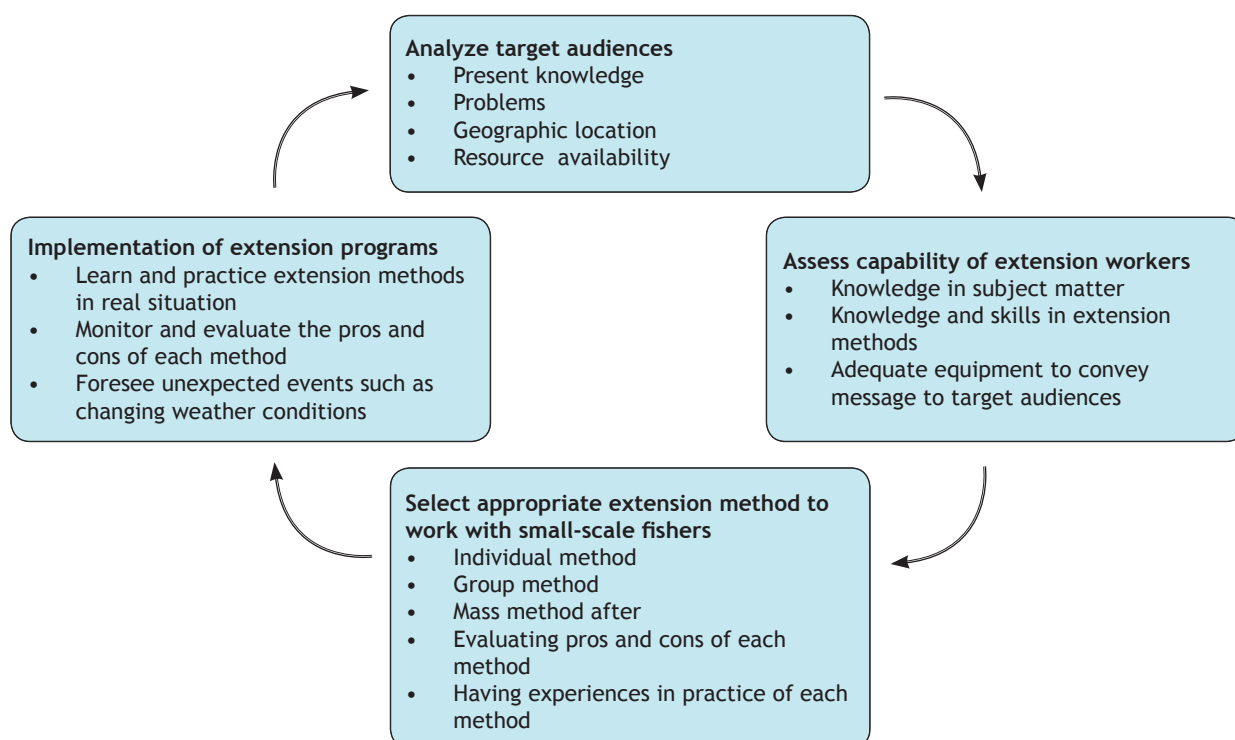 Analyze target audiences
• Present knowledge
• Problems
• Geographic location
• Resource availability
Assess capability of extension workers
• Knowledge in subject matter
• Knowledge and skills in extension
methods
• Adequate equipment to convey
message to target audiences
Select appropriate extension method to
work with small-scale fishers
• Individual method
• Group method
• Mass method after
• Evaluating pros and cons of each
method
• Having experiences in practice of each
method
Implementation of extension programs
• Learn and practice extension methods
in real situation
• Monitor and evaluate the pros and
cons of each method
• Foresee unexpected events such as
changing weather conditions